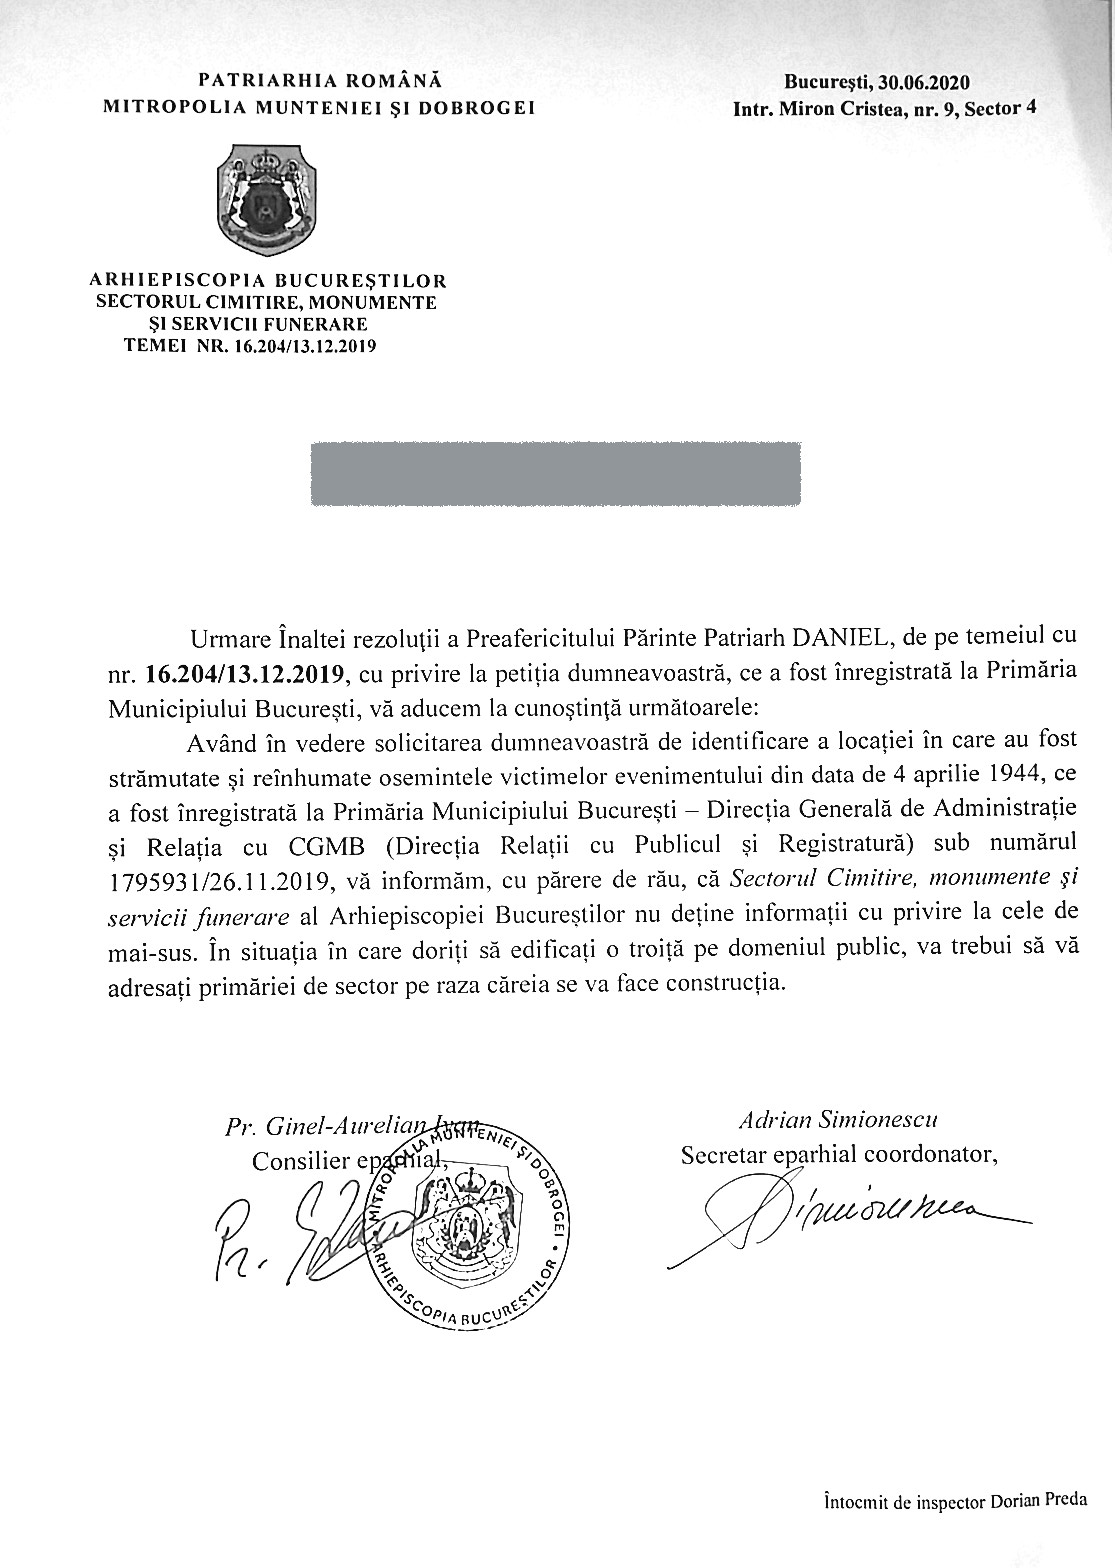 PATRIARHIA ROMÂNĂ
MITROPOLIA MUNTENIEI ŞI DOBROGEI
Bucureşti, 30.06.2020
Intr. Miron Cristea, nr. 9, Sector 4
ARHIEPISCOPIA BUCUREŞTILOR
SECTORUL CIMITIRE, MONUMENTE
ŞI SERVICII FUNERARE
TEMEI NR. 16.204/13.12.2019
Urmare Înaltei rezoluţii a Preafericitului Părinte Patriarh DANIEL, de pe temeiul cu
nr. 16.204/13.12.2019, cu privire la petiția dumneavoastră, ce a fost înregistrată la Primăria
Municipiului București, vă aducem la cunoştinţă următoarele:
Având în vedere solicitarea dumneavoastră de identificare a locației în care au fost
strămutate și reînhumate osemintele victimelor evenimentului din data de 4 aprilie 1944, ce
a fost înregistrată la Primăria Municipiului București – Direcția Generală de Administrație
și Relația cu CGMB (Direcția Relații cu Publicul și Registratură) sub numărul
1795931/26.11.2019, vă informăm, cu părere de rău, că Sectorul Cimitire, monumente şi
servicii funerare al Arhiepiscopiei Bucureștilor nu deține informații cu privire la cele de
mai-sus. În situația în care doriți să edificați o troiță pe domeniul public, va trebui să vă
adresați primăriei de sector pe raza căreia se va face construcția.
Pr. Ginel-Aurelian Ivan
Consilier eparhial,
Adrian Simionescu
Secretar eparhial coordonator,
MITROPOLIA MUNTENIEI ŞI DOBROGEI •
ARHIEPISCOPIA BUCUREŞTILOR •
Pr.
Întocmit de inspector Dorian Preda